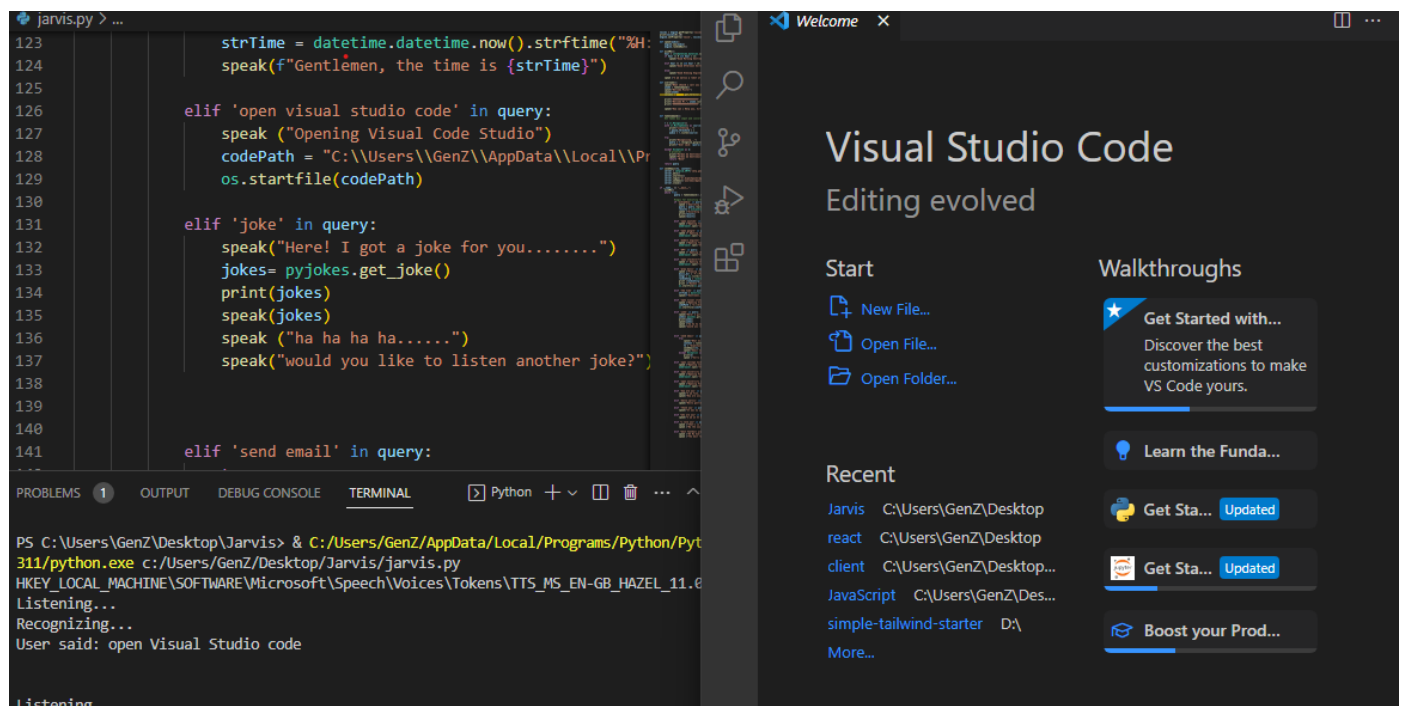 jarvis.py > ...
123 strTime = datetime.datetime.now().strftime("%H:
124 speak(f"Gentlemen, the time is {strTime}")
125
126 elif 'open visual studio code' in query:
127 speak ("Opening Visual Code Studio")
128 codePath = "C:\\Users\\GenZ\\AppData\\Local\\Pr
129 os.startfile(codePath)
130
131 elif 'joke' in query:
132 speak("Here! I got a joke for you........")
133 jokes= pyjokes.get_joke()
134 print(jokes)
135 speak(jokes)
136 speak ("ha ha ha ha......")
137 speak("would you like to listen another joke?")
138
139
140
141 elif 'send email' in query:
PROBLEMS 1 OUTPUT DEBUG CONSOLE TERMINAL Python
PS C:\Users\GenZ\Desktop\Jarvis> & C:/Users/GenZ/AppData/Local/Programs/Python/Pyt
311/python.exe c:/Users/GenZ/Desktop/Jarvis/jarvis.py
HKEY_LOCAL_MACHINE\SOFTWARE\Microsoft\Speech\Voices\Tokens\TTS_MS_EN-GB_HAZEL_11.0
Listening...
Recognizing...
User said: open Visual Studio code
Listening
Welcome
Visual Studio Code
Editing evolved
Start
New File...
Open File...
Open Folder...
Recent
Jarvis C:\Users\GenZ\Desktop
react C:\Users\GenZ\Desktop
client C:\Users\GenZ\Desktop...
JavaScript C:\Users\GenZ\Des...
simple-tailwind-starter D:\
More...
Walkthroughs
Get Started with...
Discover the best
customizations to make
VS Code yours.
Learn the Funda...
Get Sta... Updated
Get Sta... Updated
Boost your Prod...